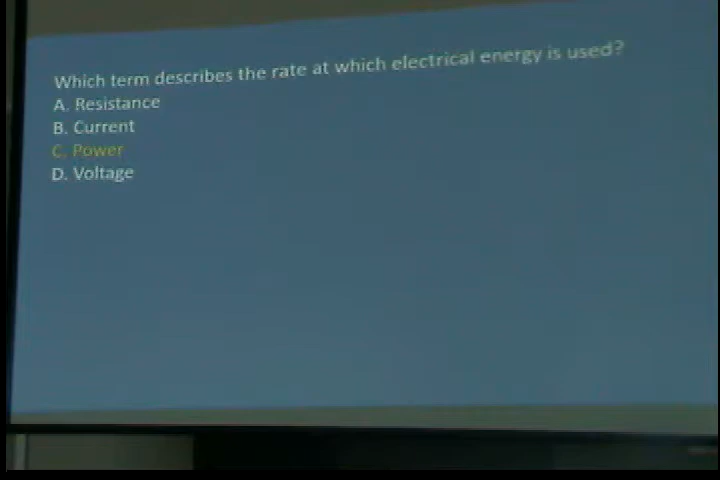 Which term describes the rate at which electrical energy is used?
A. Resistance
B. Current
C. Power
D. Voltage